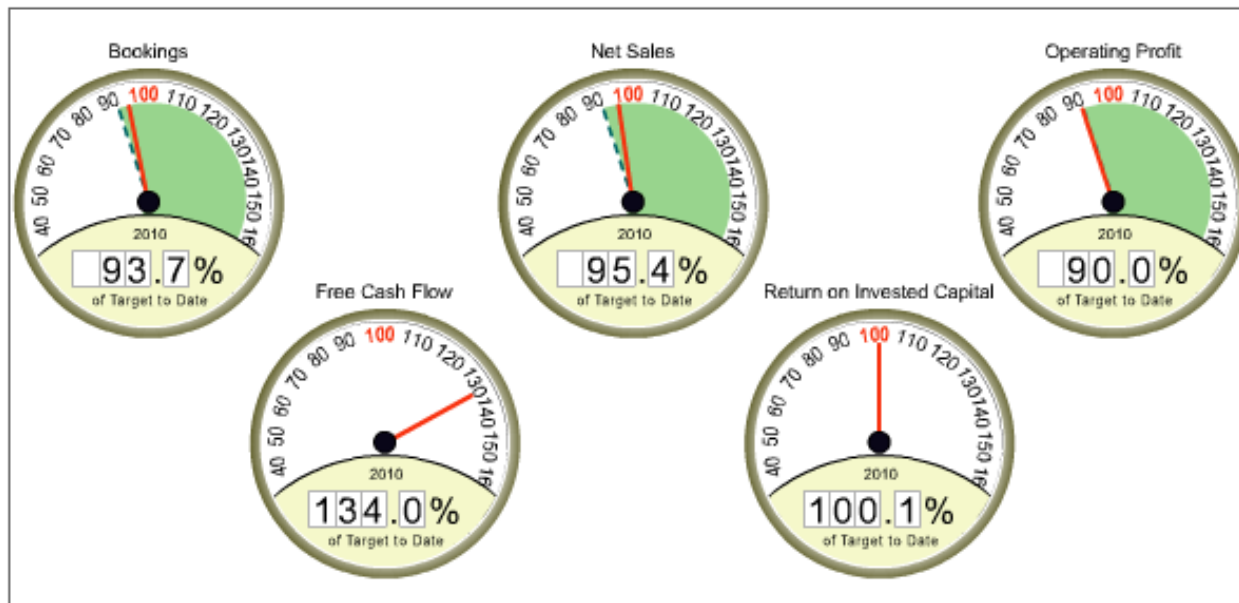 Bookings
40 50 60 70 80 90 100 110 120 130 140 150 16
2010
93.7%
of Target to Date
Net Sales
40 50 60 70 80 90 100 110 120 130 140 150 16
2010
95.4%
of Target to Date
Operating Profit
40 50 60 70 80 90 100 110 120 130 140 150 16
2010
90.0%
of Target to Date
Free Cash Flow
40 50 60 70 80 90 100 110 120 130 140 150 16
2010
134.0%
of Target to Date
Return on Invested Capital
40 50 60 70 80 90 100 110 120 130 140 150 16
2010
100.1%
of Target to Date